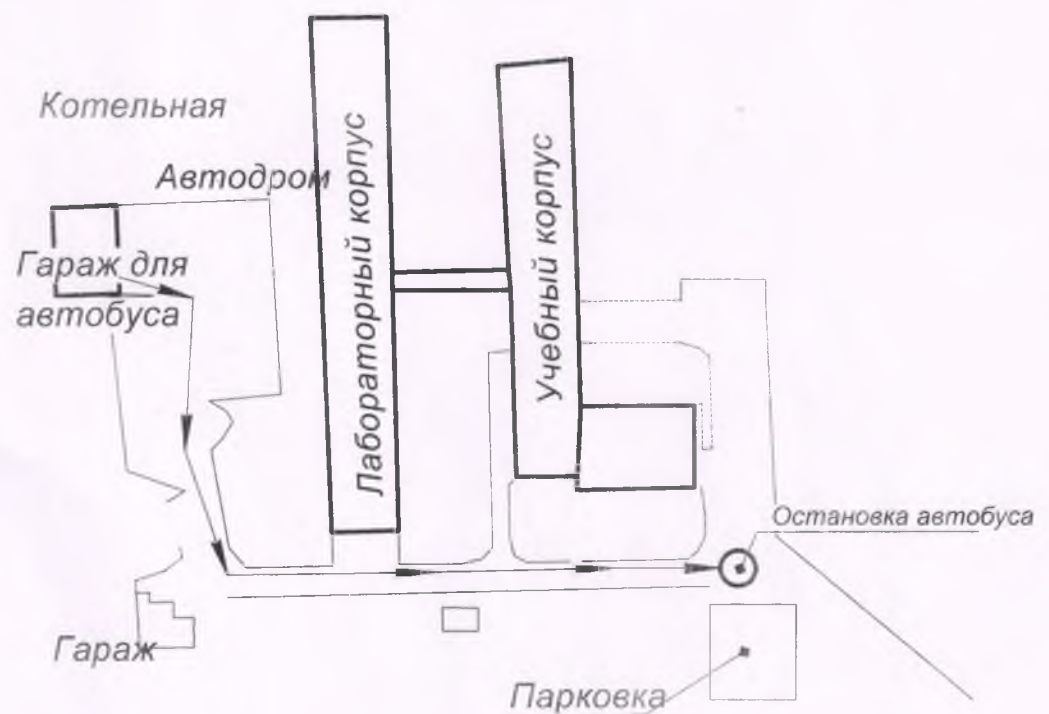 Котельная
Автодром
Гараж для
автобуса
Лабораторный корпус
Учебный корпус
Остановка автобуса
Гараж
Парковка